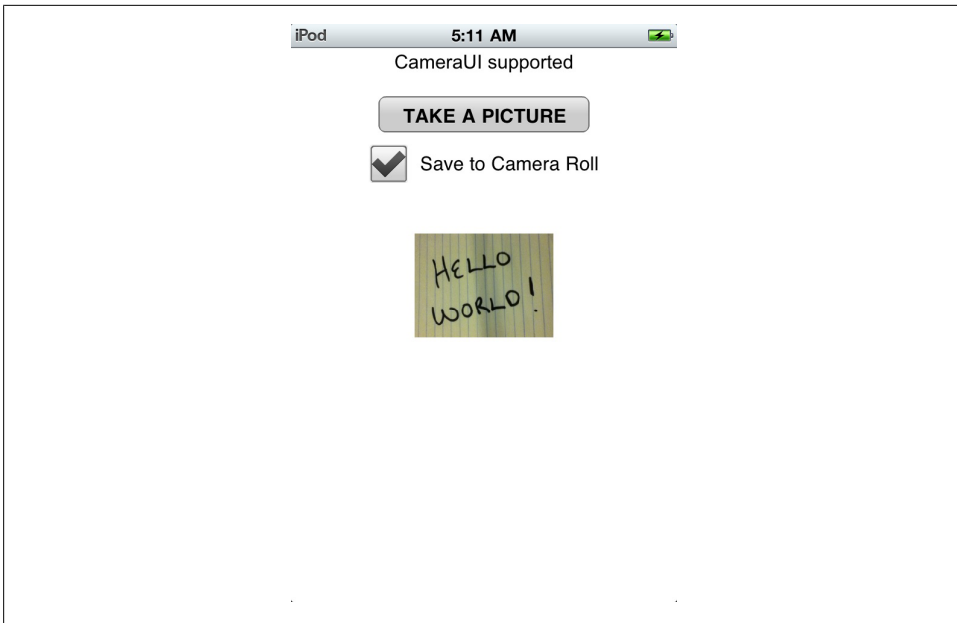 iPod 5:11 AM
CameraUI supported
TAKE A PICTURE
Save to Camera Roll
HELLO
WORLD!